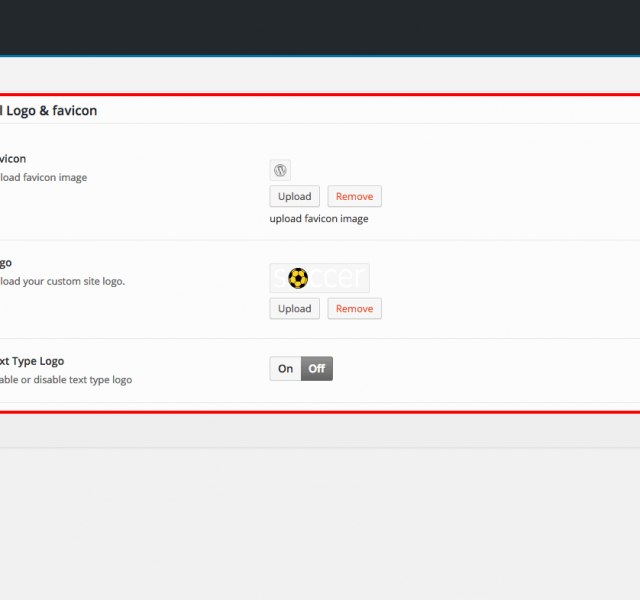 l Logo & favicon
vicon
load favicon image
Upload
Remove
upload favicon image
go
load your custom site logo.
soccer
Upload
Remove
xt Type Logo
able or disable text type logo
On
Off